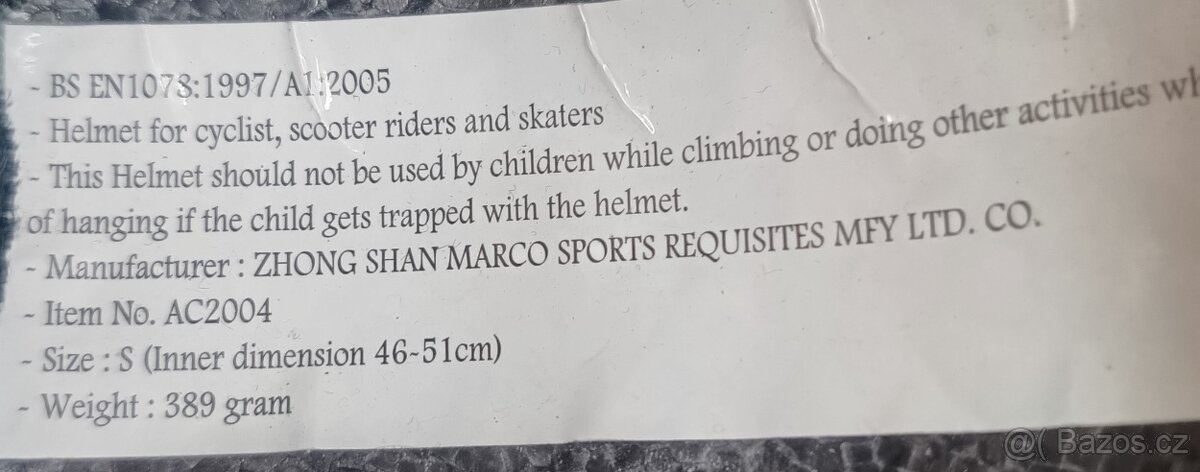 - BS EN1078:1997/A1:2005
- Helmet for cyclist, scooter riders and skaters
- This Helmet should not be used by children while climbing or doing other activities
of hanging if the child gets trapped with the helmet.
- Manufacturer : ZHONG SHAN MARCO SPORTS REQUISITES MFY LTD. CO.
- Item No. AC2004
- Size : S (Inner dimension 46-51cm)
- Weight : 389 gram
@( Bazos.cz